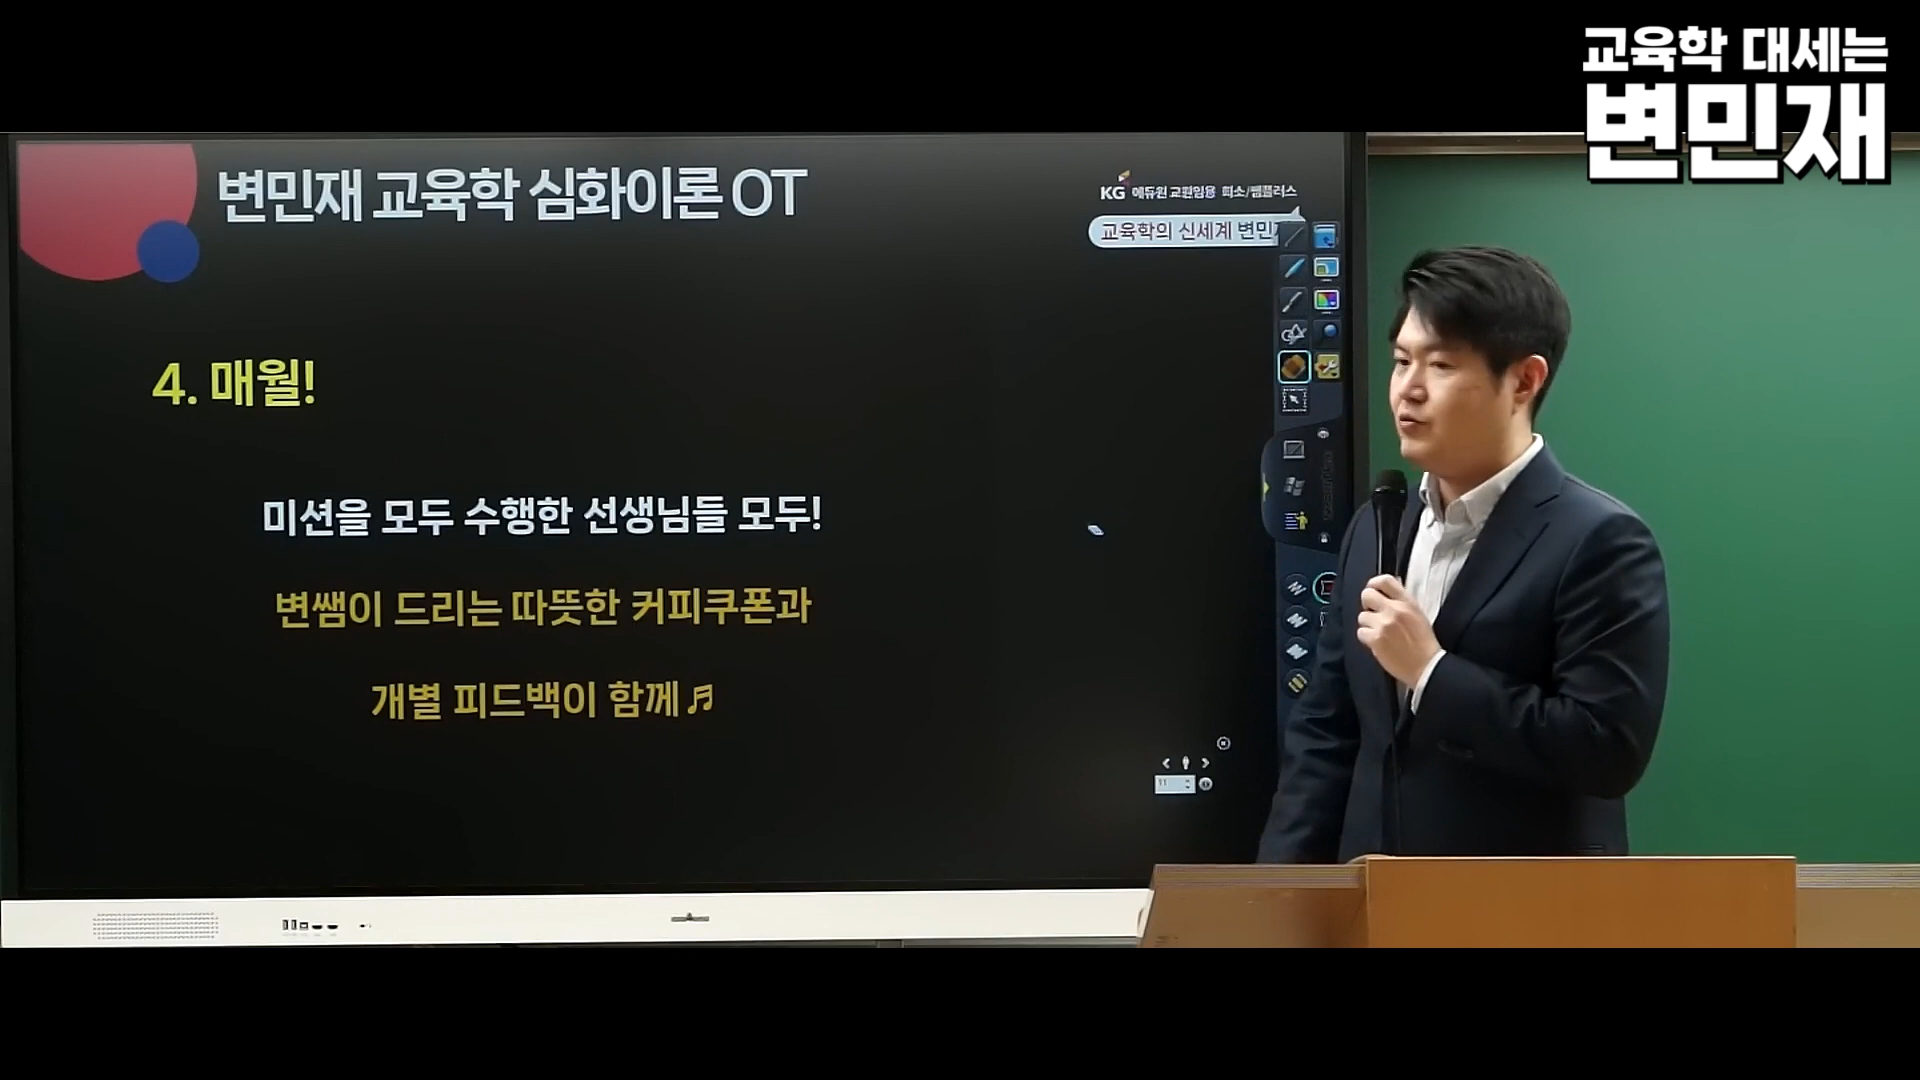 교육학 대세는
변민재
변민재 교육학 심화이론 OT
KG 에듀원 교원임용 희소/쌤플러스
교육학의 신세계 변민
4. 매월!
미션을 모두 수행한 선생님들 모두!
변쌤이 드리는 따뜻한 커피쿠폰과
개별 피드백이 함께♬
11